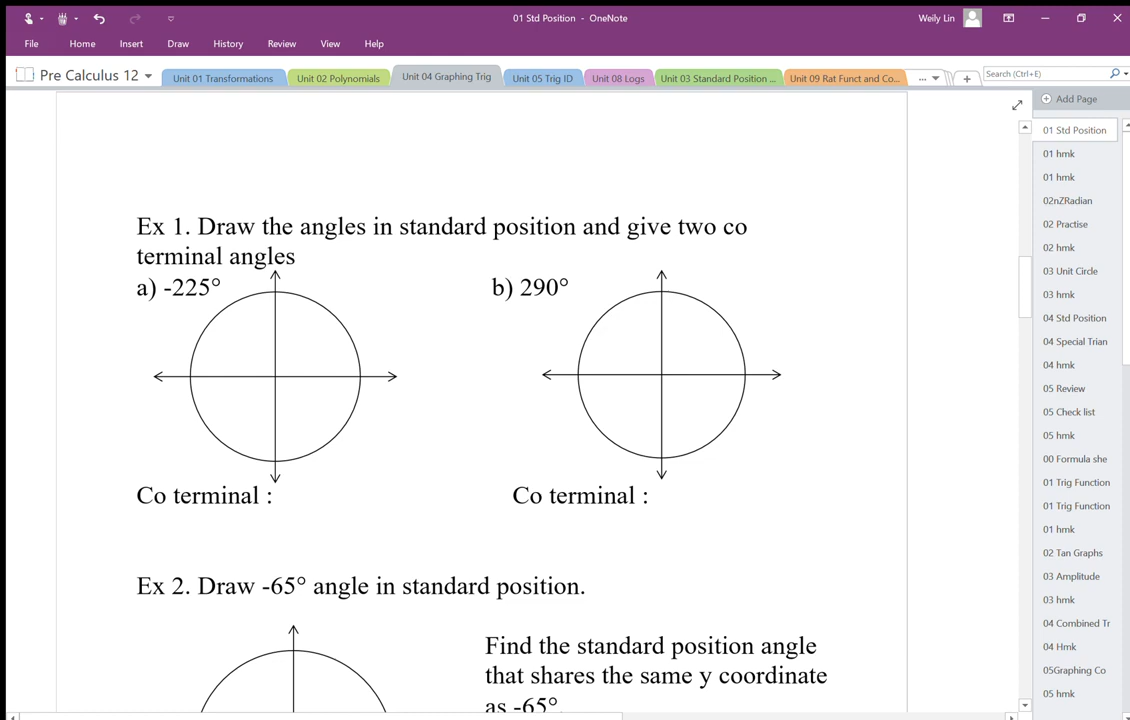 01 Std Position - OneNote
Weily Lin
File Home Insert Draw History Review View Help
Pre Calculus 12
Unit 01 Transformations
Unit 02 Polynomials
Unit 04 Graphing Trig
Unit 05 Trig ID
Unit 08 Logs
Unit 03 Standard Position ...
Unit 09 Rat Funct and Co...
...
Search (Ctrl+E)
Ex 1. Draw the angles in standard position and give two co
terminal angles
a) -225°
b) 290°
Co terminal :
Co terminal :
Ex 2. Draw -65° angle in standard position.
Find the standard position angle
that shares the same y coordinate
as -65°.
Add Page
01 Std Position
01 hmk
01 hmk
02nZRadian
02 Practise
02 hmk
03 Unit Circle
03 hmk
04 Std Position
04 Special Trian
04 hmk
05 Review
05 Check list
05 hmk
00 Formula she
01 Trig Function
01 Trig Function
01 hmk
02 Tan Graphs
03 Amplitude
03 hmk
04 Combined Tr
04 Hmk
05Graphing Co
05 hmk